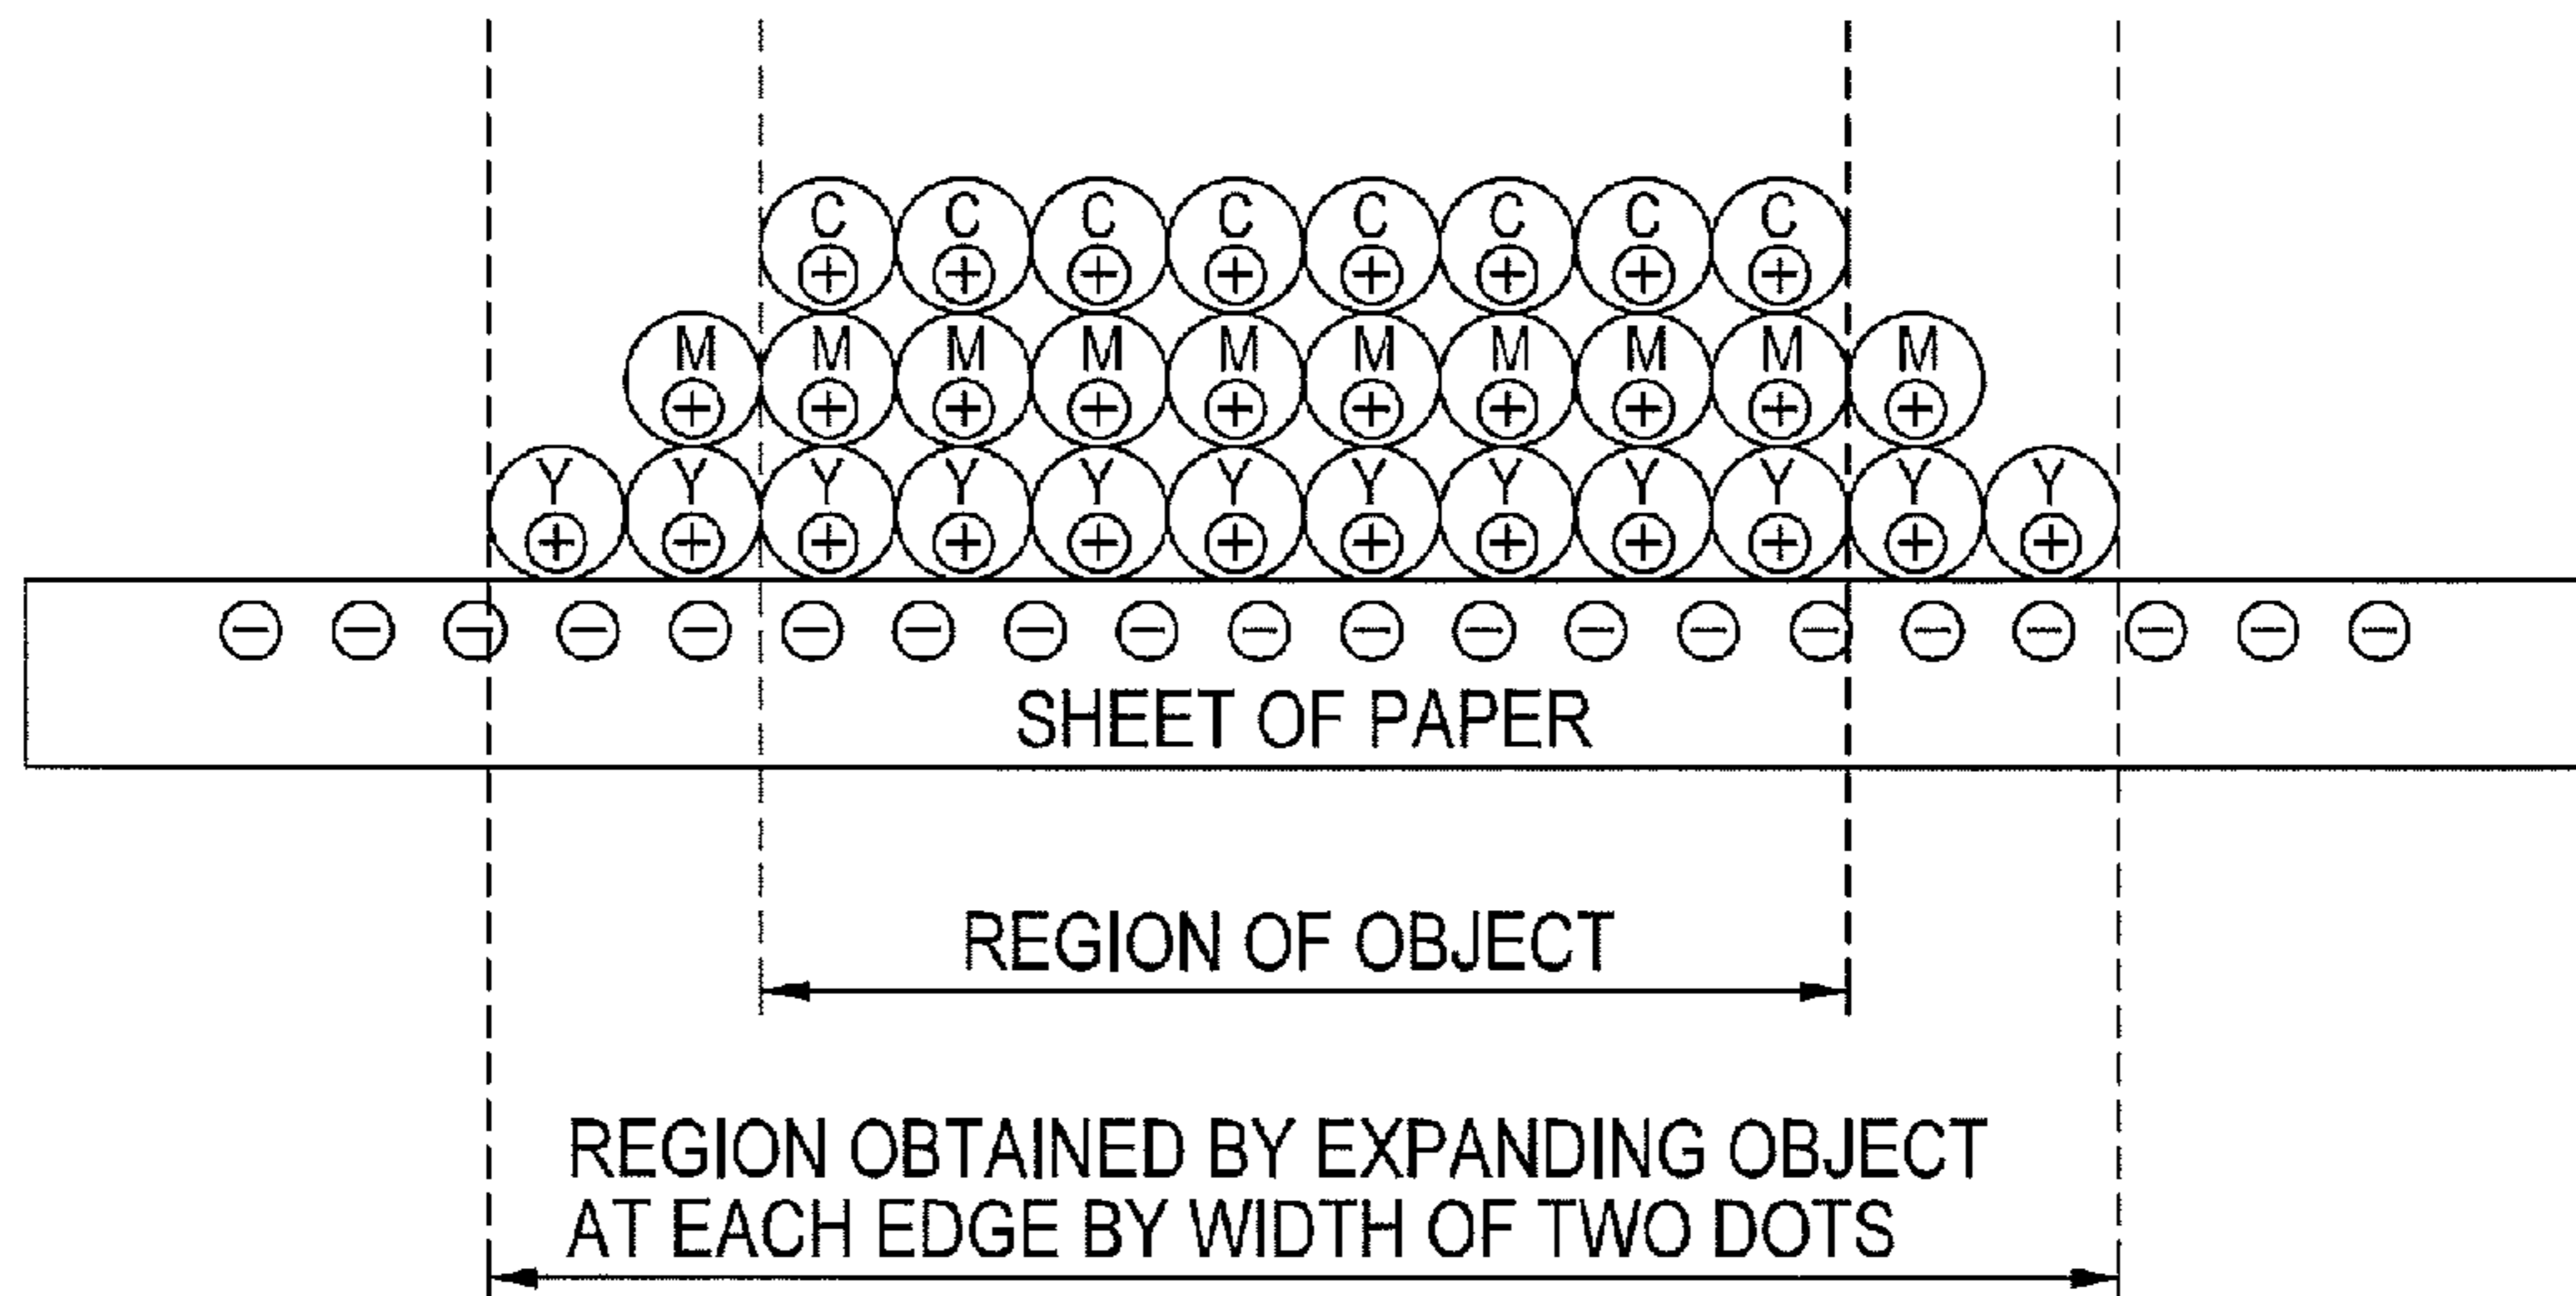 C C C C C C C C
+ + + + + + + +
M M M M M M M M M M
+ + + + + + + + + +
Y Y Y Y Y Y Y Y Y Y Y Y
+ + + + + + + + + + + +
− − − − − − − − − − − − − − − − − − − −
SHEET OF PAPER
REGION OF OBJECT
REGION OBTAINED BY EXPANDING OBJECT
AT EACH EDGE BY WIDTH OF TWO DOTS